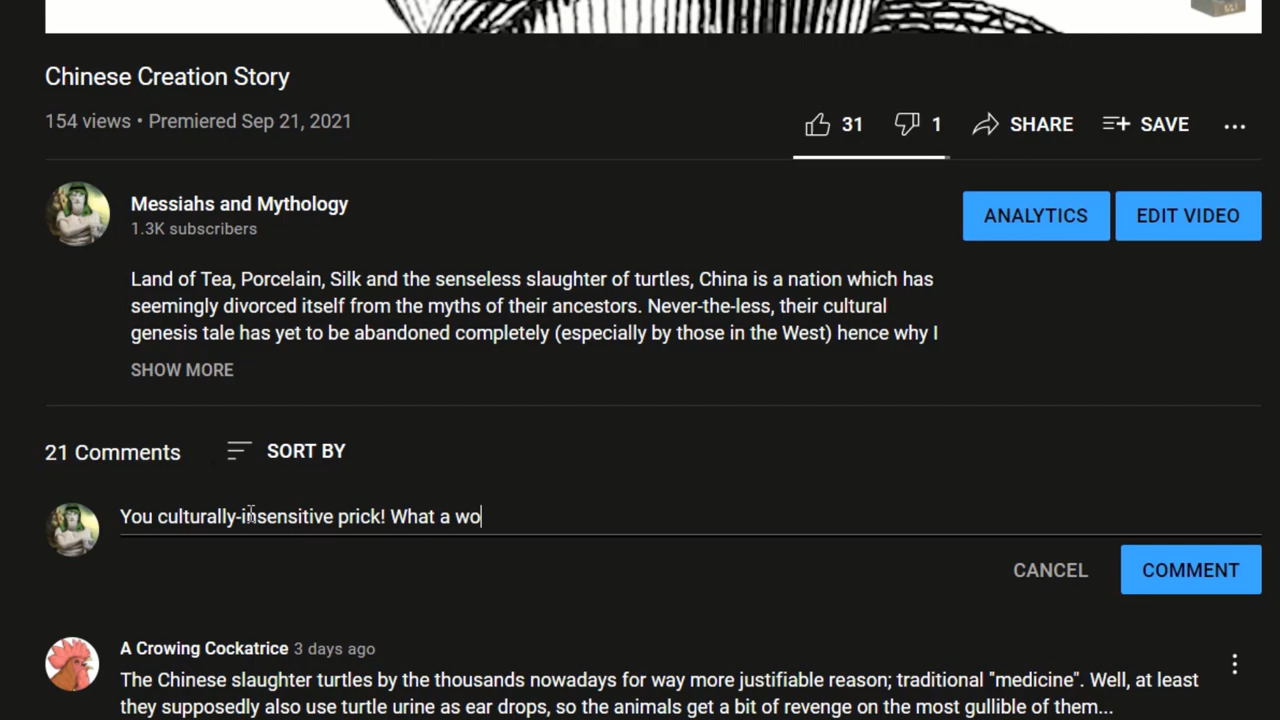 Chinese Creation Story
154 views • Premiered Sep 21, 2021
31
1
SHARE
SAVE
Messiahs and Mythology
1.3K subscribers
ANALYTICS
EDIT VIDEO
Land of Tea, Porcelain, Silk and the senseless slaughter of turtles, China is a nation which has
seemingly divorced itself from the myths of their ancestors. Never-the-less, their cultural
genesis tale has yet to be abandoned completely (especially by those in the West) hence why I
SHOW MORE
21 Comments
SORT BY
You culturally-insensitive prick! What a wo
CANCEL
COMMENT
A Crowing Cockatrice 3 days ago
The Chinese slaughter turtles by the thousands nowadays for way more justifiable reason; traditional "medicine". Well, at least
they supposedly also use turtle urine as ear drops, so the animals get a bit of revenge on the most gullible of them...